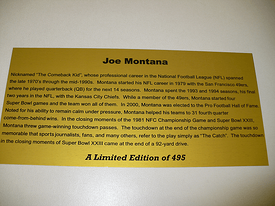 Joe Montana
Nicknamed "The Comeback Kid", whose professional career in the National Football League (NFL) spanned
the late 1970's through the mid-1990s. Montana started his NFL career in 1979 with the San Francisco 49ers,
where he played quarterback (QB) for the next 14 seasons. Montana spent the 1993 and 1994 seasons, his final
two years in the NFL, with the Kansas City Chiefs. While a member of the 49ers, Montana started four
Super Bowl games and the team won all of them. In 2000, Montana was elected to the Pro Football Hall of Fame.
Noted for his ability to remain calm under pressure, Montana helped his teams to 31 fourth quarter
come-from-behind wins. In the closing moments of the 1981 NFC Championship Game and Super Bowl XXIII,
Montana threw game-winning touchdown passes. The touchdown at the end of the championship game was so
memorable that sports journalists, fans, and many others, refer to the play simply as "The Catch". The touchdown
in the closing moments of Super Bowl XXIII came at the end of a 92-yard drive.
A Limited Edition of 495